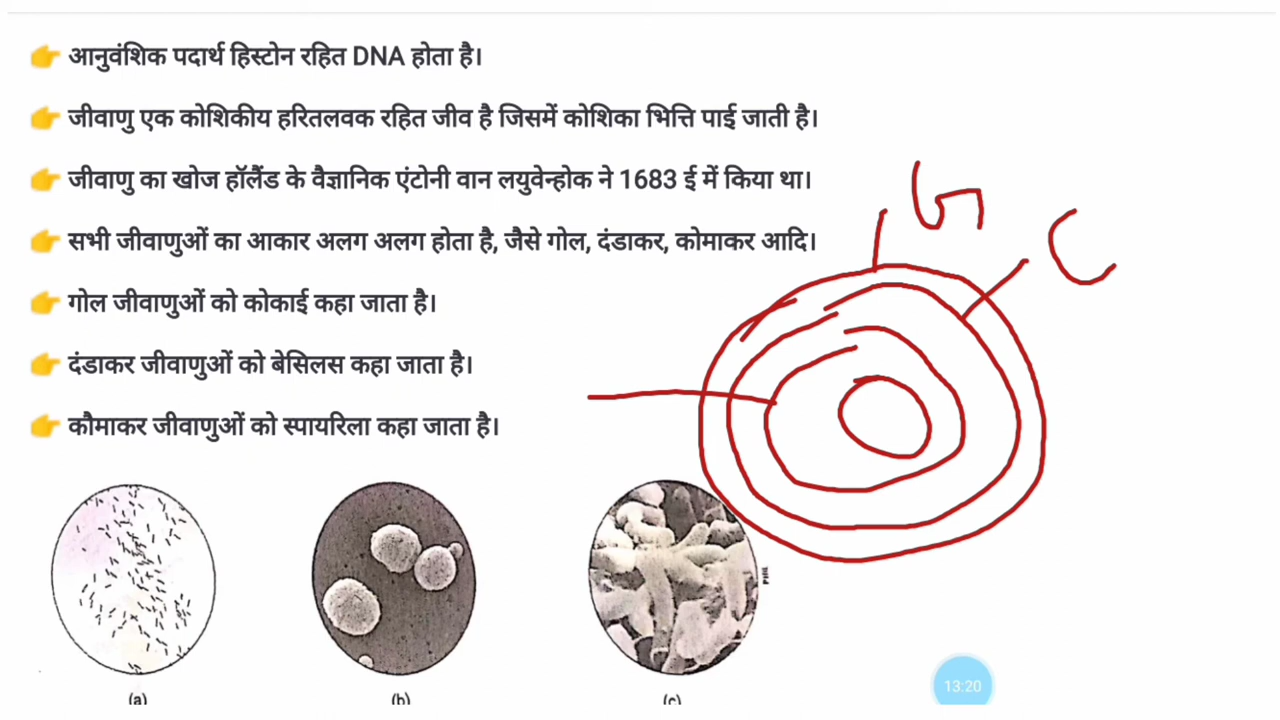 👉 आनुवंशिक पदार्थ हिस्टोन रहित DNA होता है।
👉 जीवाणु एक कोशिकीय हरितलवक रहित जीव है जिसमें कोशिका भित्ति पाई जाती है।
👉 जीवाणु का खोज हॉलैंड के वैज्ञानिक एंटोनी वान लयुवेन्होक ने 1683 ई में किया था।
👉 सभी जीवाणुओं का आकार अलग अलग होता है, जैसे गोल, दंडाकर, कोमाकर आदि।
👉 गोल जीवाणुओं को कोकाई कहा जाता है।
👉 दंडाकर जीवाणुओं को बेसिलस कहा जाता है।
👉 कौमाकर जीवाणुओं को स्पायरिला कहा जाता है।
G
C
(a) (b) (c)
13:20